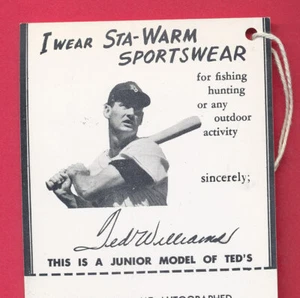 I WEAR STA-WARM
SPORTSWEAR
for fishing
hunting
or any
outdoor
activity
sincerely;
Ted Williams
THIS IS A JUNIOR MODEL OF TED'S
AUTOGRAPHED